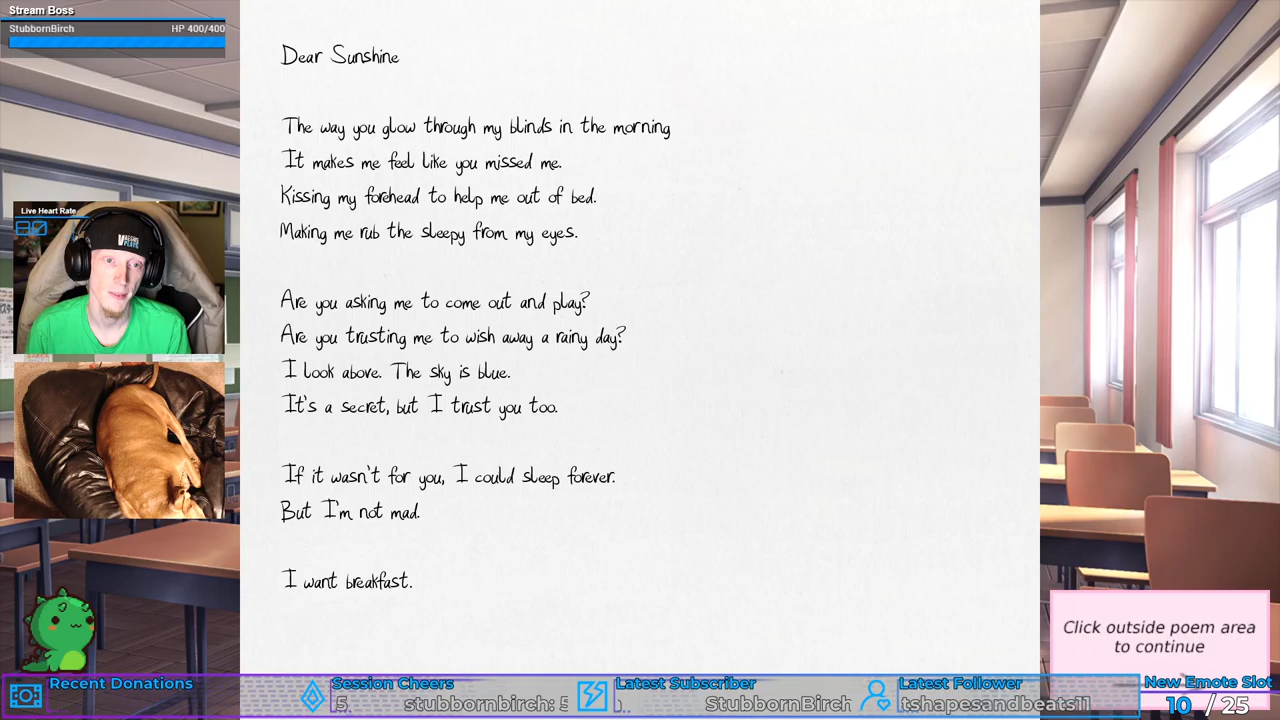 Stream Boss
StubbornBirch HP 400/400
Dear Sunshine
The way you glow through my blinds in the morning
It makes me feel like you missed me.
Kissing my forehead to help me out of bed.
Making me rub the sleepy from my eyes.
Are you asking me to come out and play?
Are you trusting me to wish away a rainy day?
I look above. The sky is blue.
It's a secret, but I trust you too.
If it wasn't for you, I could sleep forever.
But I'm not mad.
I want breakfast.
Live Heart Rate
Click outside poem area
to continue
Recent Donations
Session Cheers
5 stubbornbirch: 5
Latest Subscriber
StubbornBirch
Latest Follower
tshapesandbeats11
New Emote Slot
10 / 25